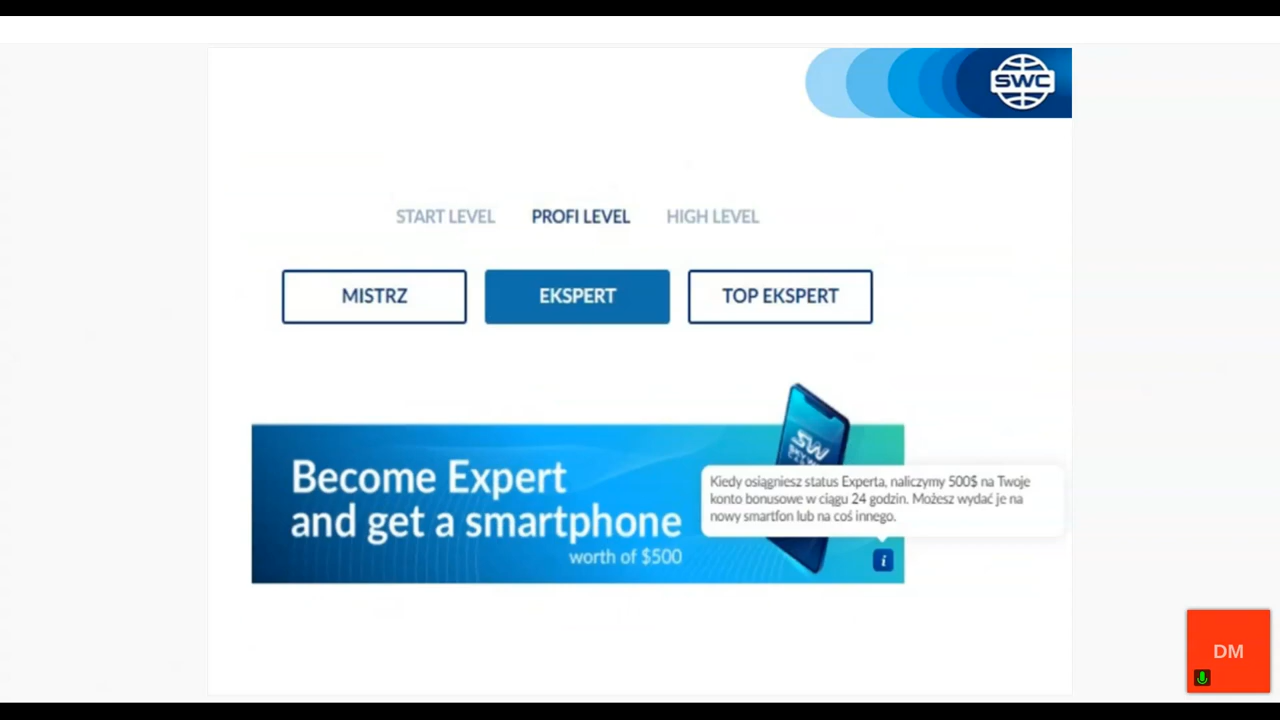 SWC
START LEVEL PROFI LEVEL HIGH LEVEL
MISTRZ EKSPERT TOP EKSPERT
Become Expert
and get a smartphone
worth of $500
SW
Kiedy osiągniesz status Experta, naliczymy 500$ na Twoje
konto bonusowe w ciągu 24 godzin. Możesz wydać je na
nowy smartfon lub na coś innego.
i
DM